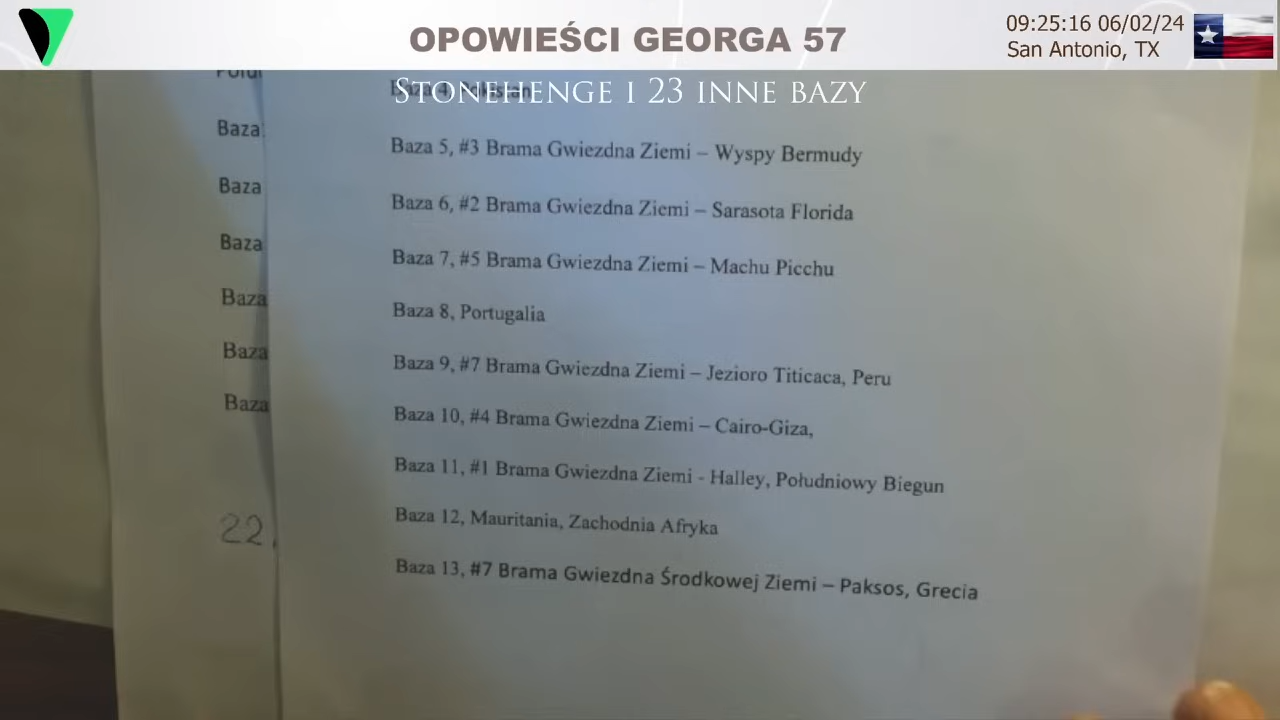 OPOWIEŚCI GEORGA 57
09:25:16 06/02/24
San Antonio, TX
Stonehenge i 23 inne bazy
Baza
Baza 5, #3 Brama Gwiezdna Ziemi – Wyspy Bermudy
Baza
Baza 6, #2 Brama Gwiezdna Ziemi – Sarasota Florida
Baza
Baza 7, #5 Brama Gwiezdna Ziemi – Machu Picchu
Baza
Baza 8, Portugalia
Baza
Baza 9, #7 Brama Gwiezdna Ziemi – Jezioro Titicaca, Peru
Baza
Baza 10, #4 Brama Gwiezdna Ziemi – Cairo-Giza,
Baza 11, #1 Brama Gwiezdna Ziemi - Halley, Południowy Biegun
22
Baza 12, Mauritania, Zachodnia Afryka
Baza 13, #7 Brama Gwiezdna Środkowej Ziemi – Paksos, Grecia